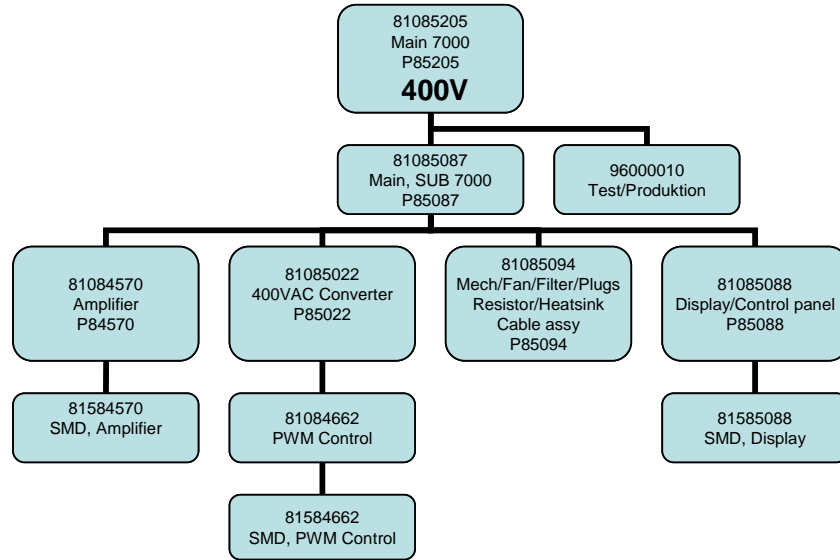 81085205
Main 7000
P85205
400V
81085087
Main, SUB 7000
P85087
96000010
Test/Produktion
81084570
Amplifier
P84570
81085022
400VAC Converter
P85022
81085094
Mech/Fan/Filter/Plugs
Resistor/Heatsink
Cable assy
P85094
81085088
Display/Control panel
P85088
81584570
SMD, Amplifier
81084662
PWM Control
81585088
SMD, Display
81584662
SMD, PWM Control